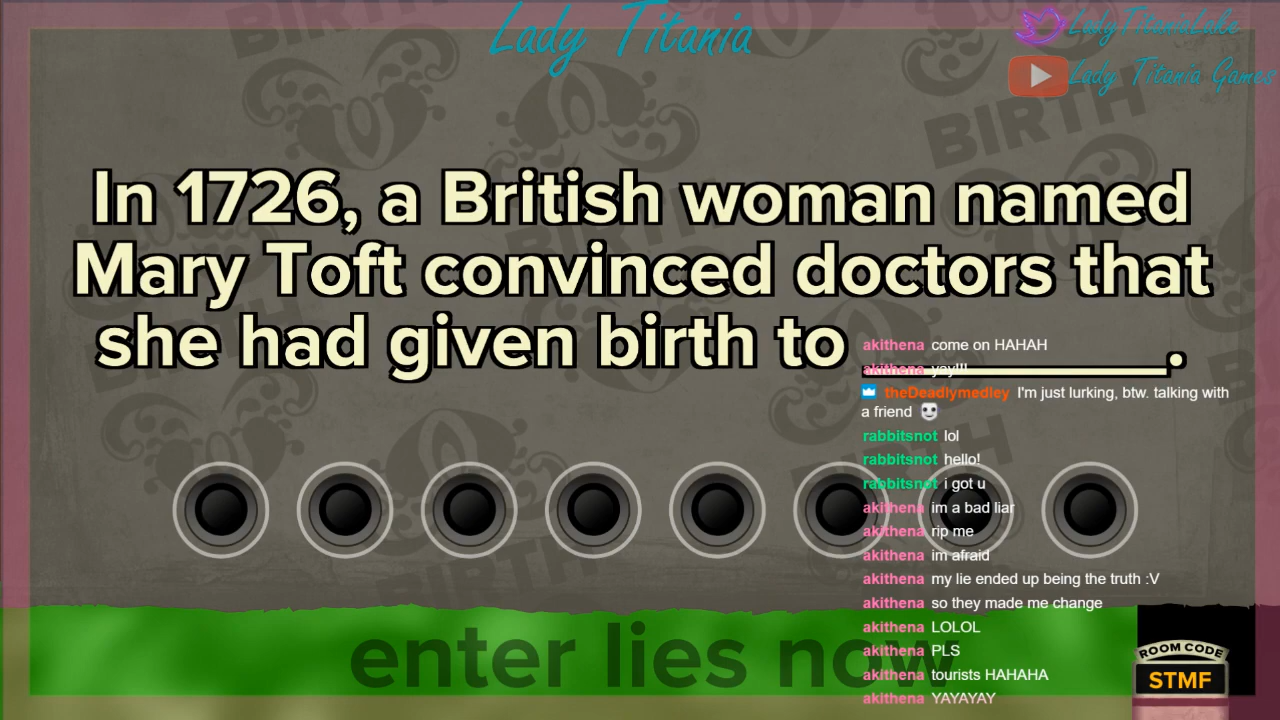 Lady Titania
LadyTitaniaLake
Lady Titania Games
BIRTH
BIRTH
In 1726, a British woman named
Mary Toft convinced doctors that
she had given birth to ____________.
akithena come on HAHAH
akithena yay!!!
theDeadlymedley I'm just lurking, btw. talking with
a friend
rabbitsnot lol
rabbitsnot hello!
rabbitsnot i got u
akithena im a bad liar
akithena rip me
akithena im afraid
akithena my lie ended up being the truth :V
akithena so they made me change
akithena LOLOL
akithena PLS
akithena tourists HAHAHA
akithena YAYAYAY
enter lies now
ROOM CODE
STMF